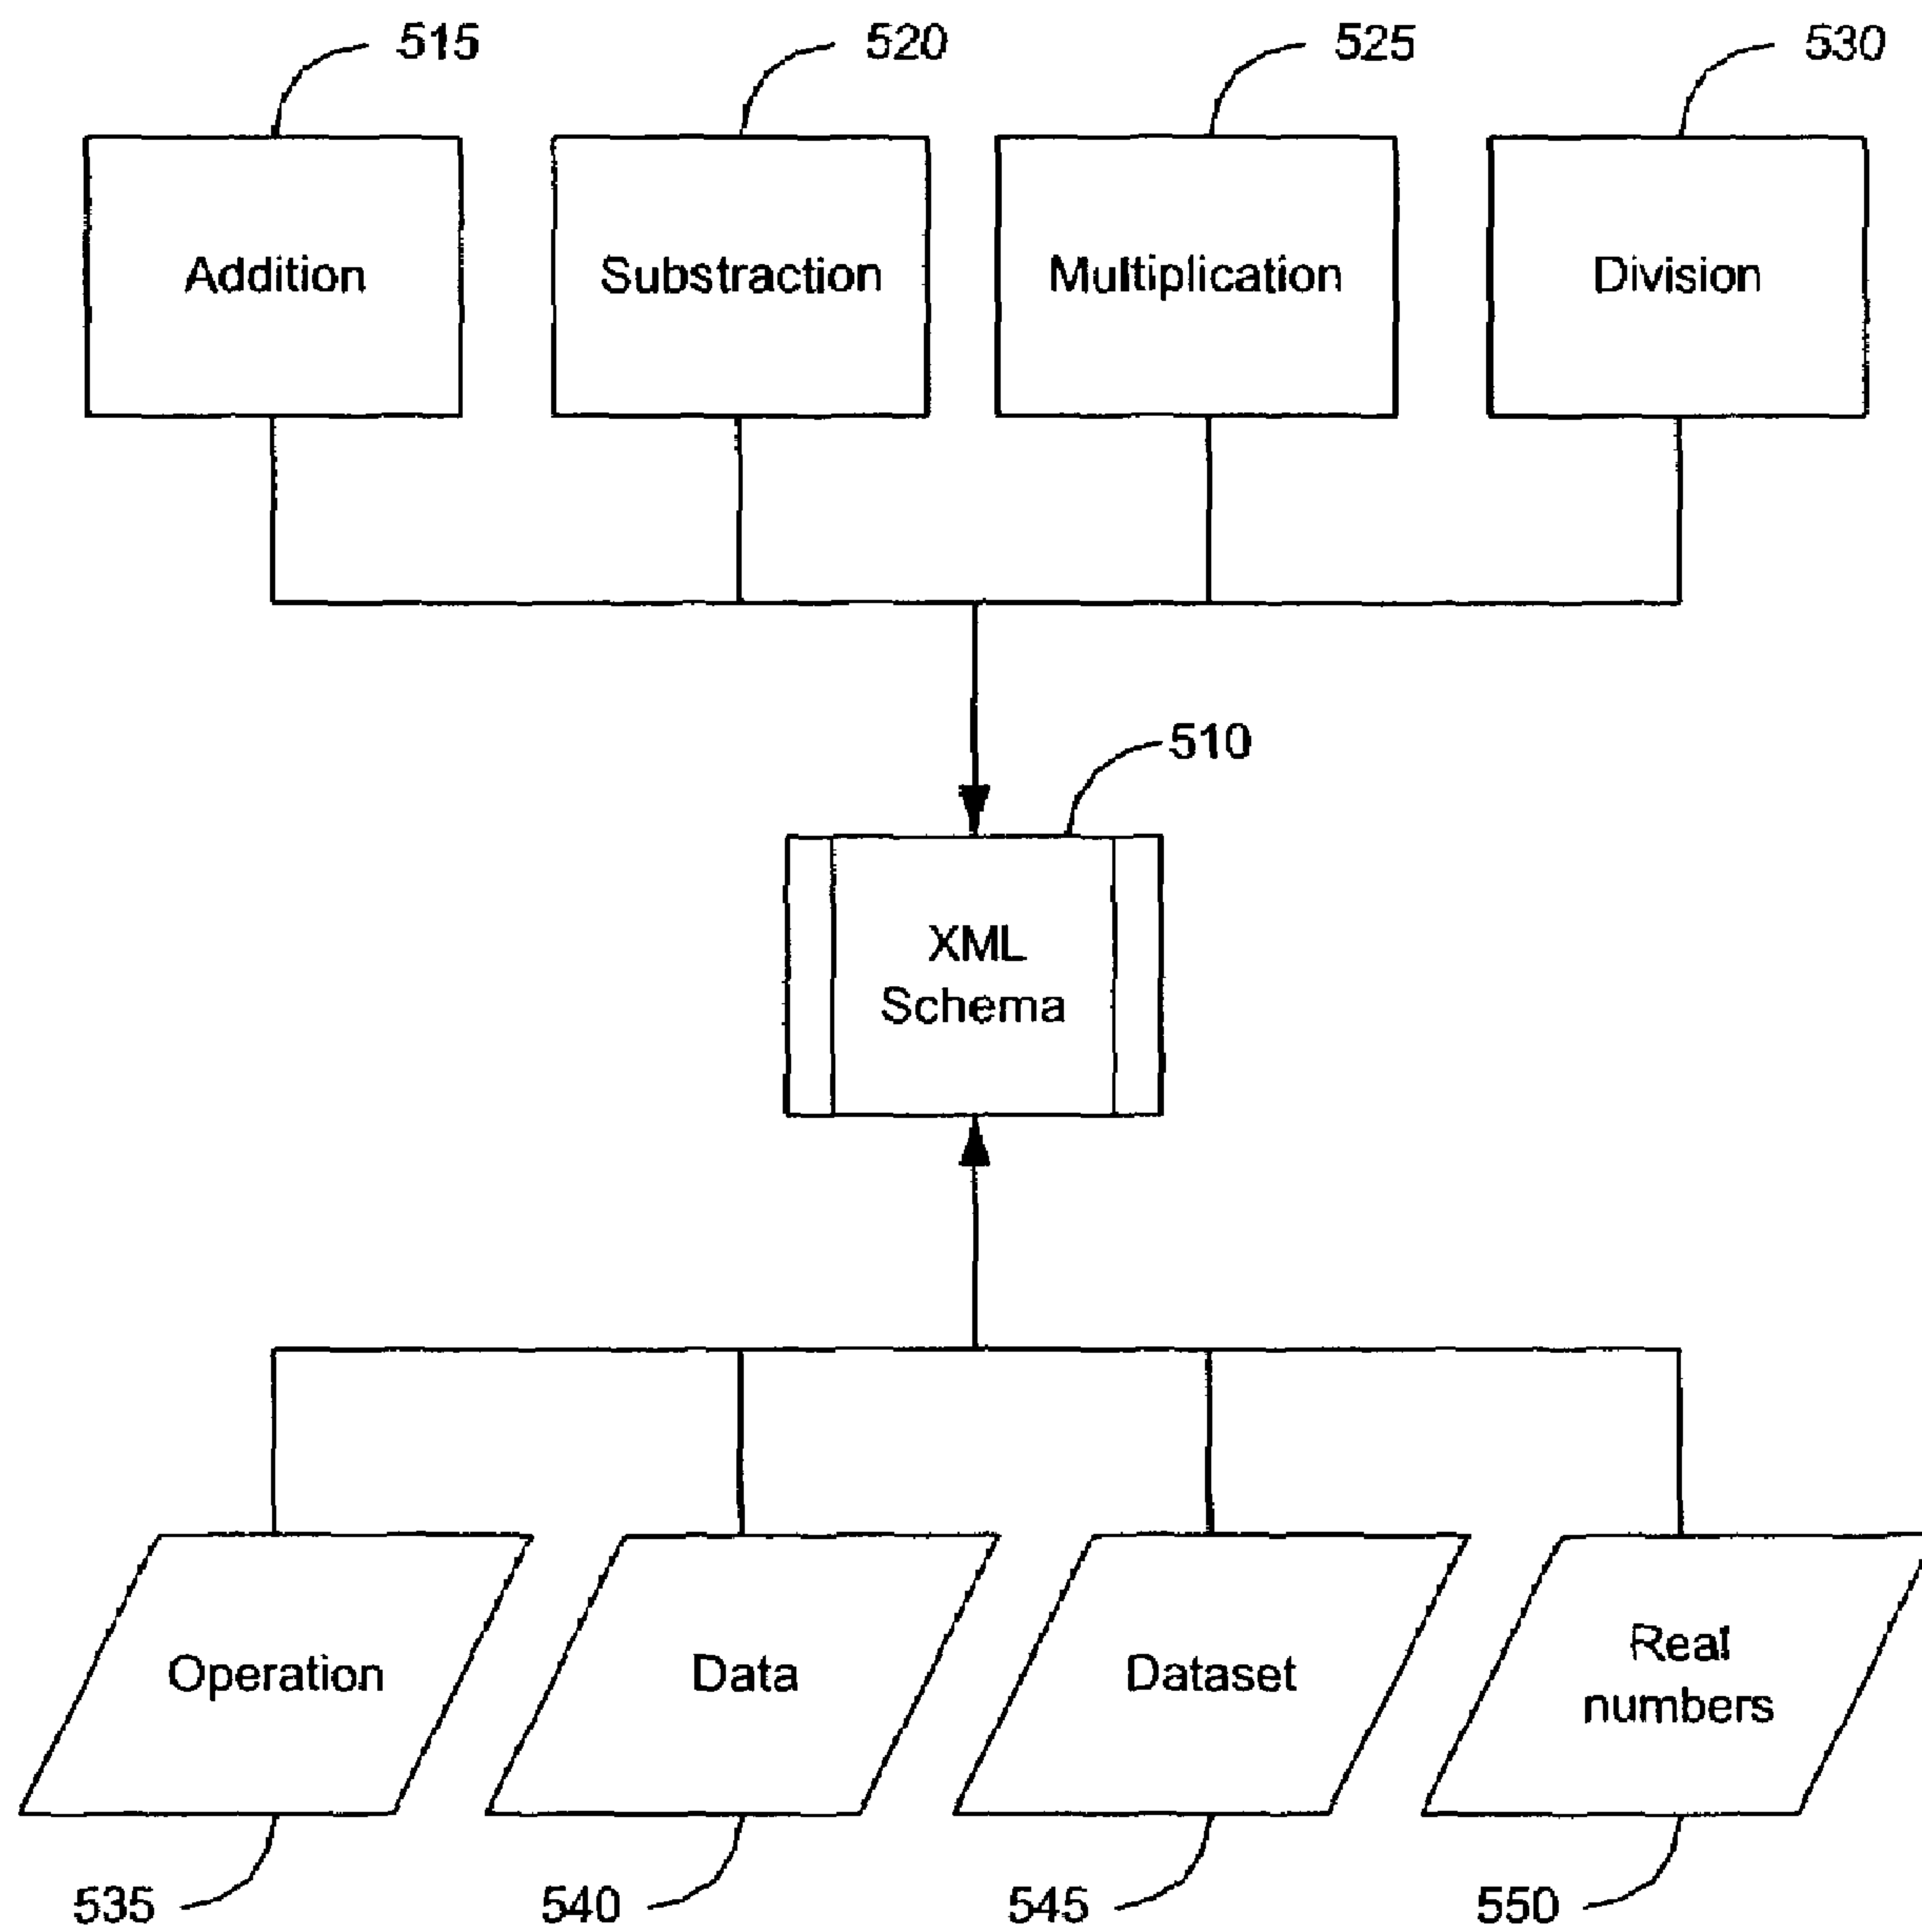 515
520
525
530
Addition
Substraction
Multiplication
Division
510
XML
Schema
Operation
Data
Dataset
Real
numbers
535
540
545
550